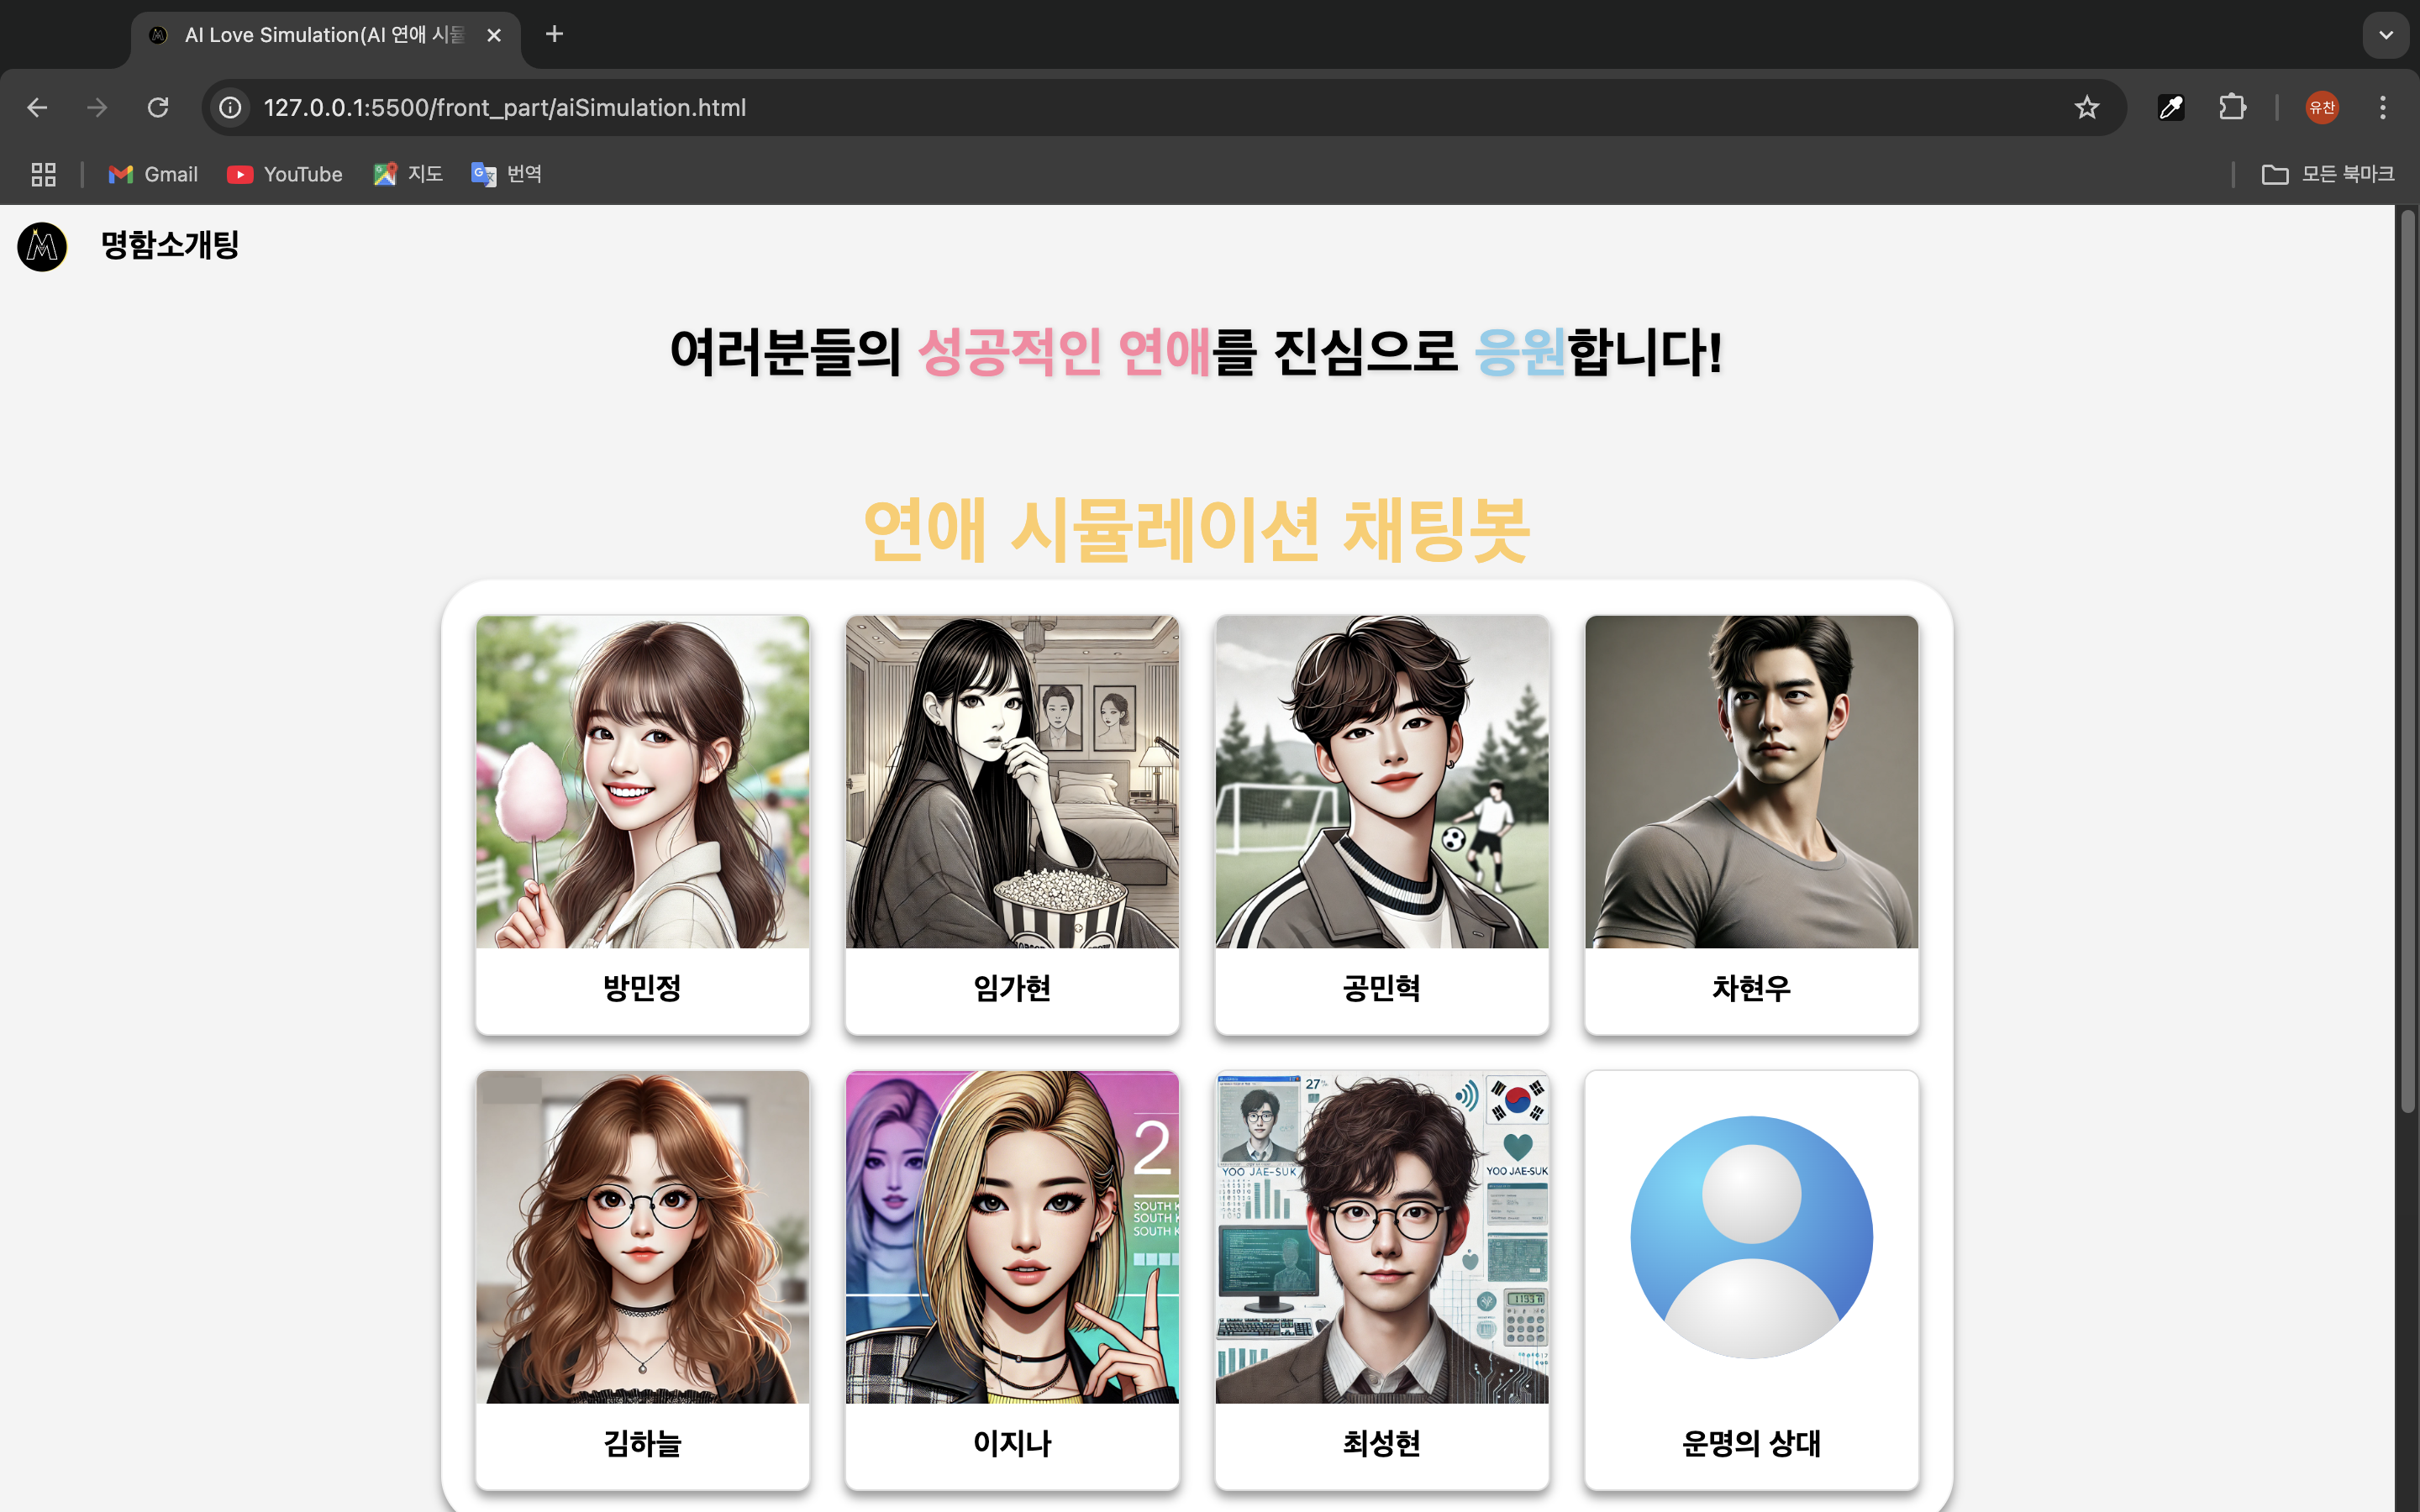 AI Love Simulation(AI 연애 시뮬
127.0.0.1:5500/front_part/aiSimulation.html
유찬
Gmail
YouTube
지도
번역
모든 북마크
명함소개팅
여러분들의 성공적인 연애를 진심으로 응원합니다!
연애 시뮬레이션 채팅봇
방민정
임가현
공민혁
차현우
2
SOUTH K
SOUTH K
SOUTH K
27
YOO JAE-SUK
YOO JAE-SUK
김하늘
이지나
최성현
운명의 상대